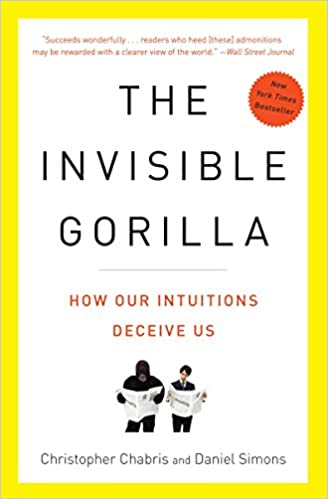 "Succeeds wonderfully . . . readers who heed [these] admonitions
may be rewarded with a clearer view of the world." —Wall Street Journal
New
York Times
Bestseller
THE
INVISIBLE
GORILLA
HOW OUR INTUITIONS
DECEIVE US
Christopher Chabris and Daniel Simons